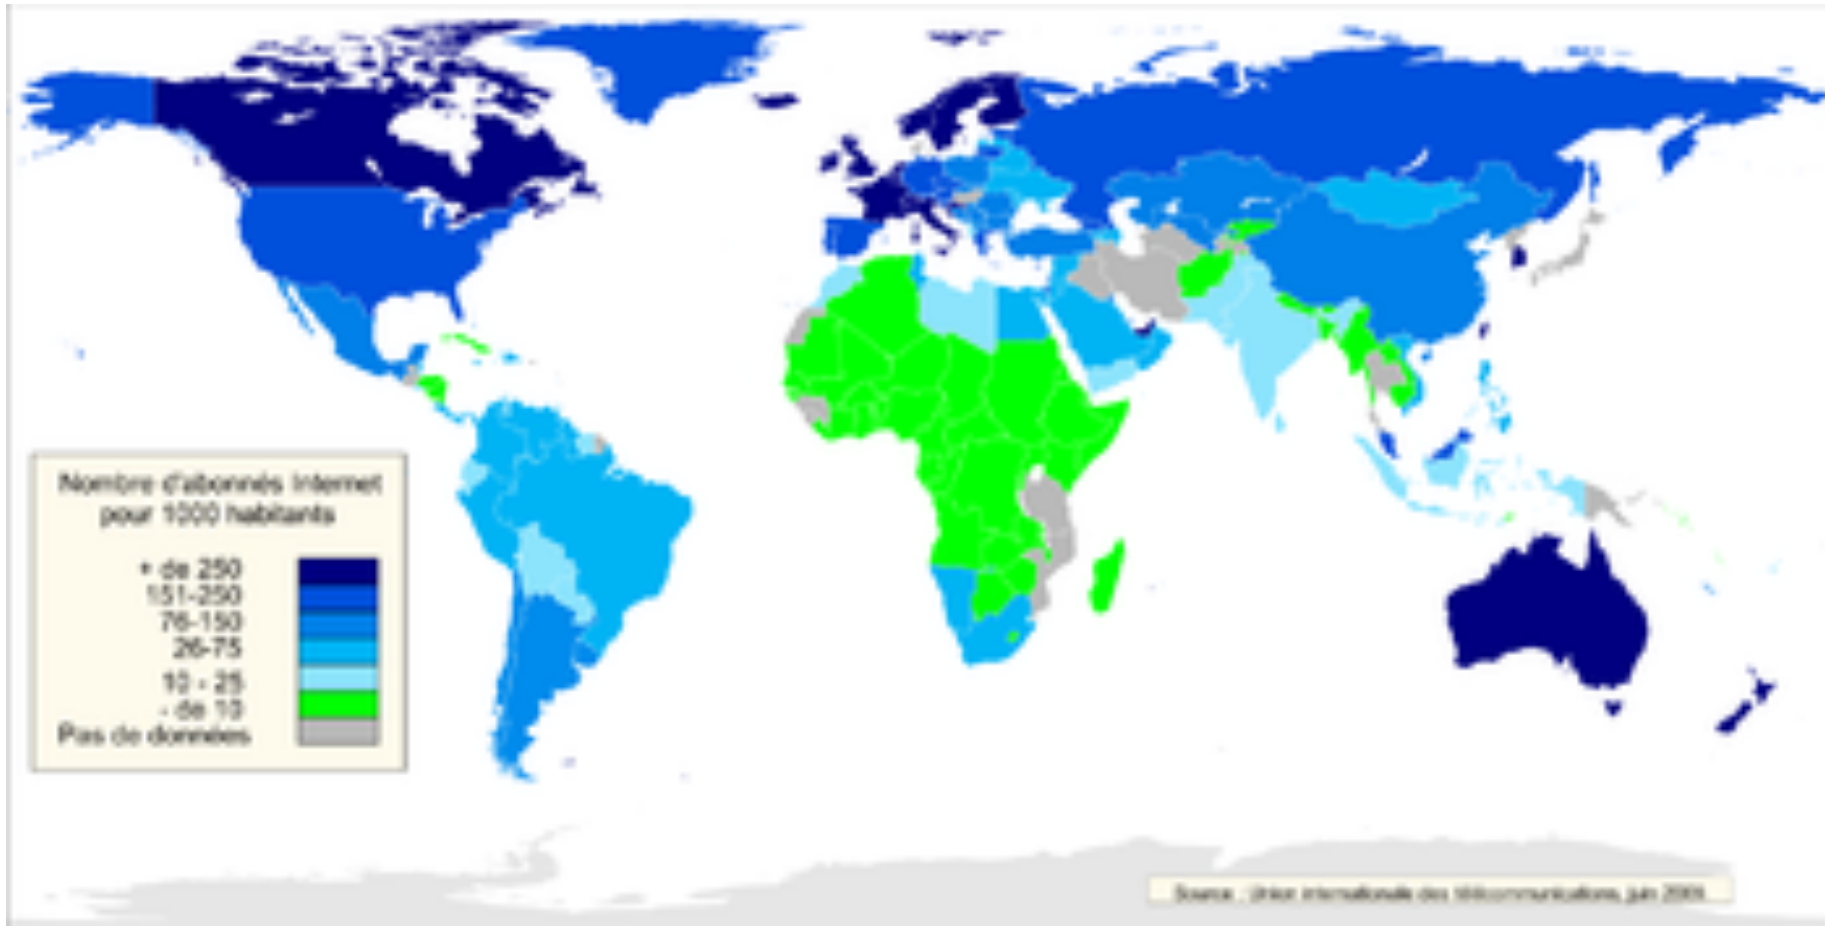 Nombre d'abonnés Internet
pour 1000 habitants
+ de 250
151-250
76-150
26-75
10 - 25
- de 10
Pas de données
Source : Union internationale des télécommunications, juin